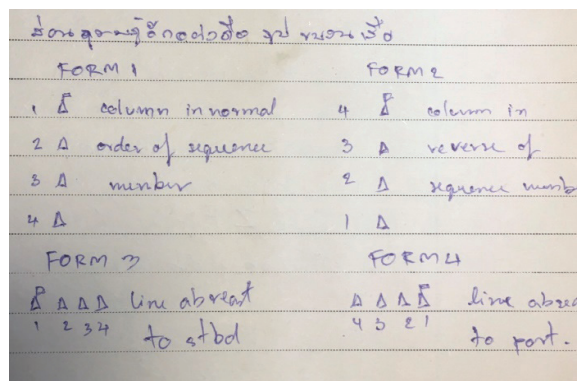 FORM 1 FORM 2
1 column in normal 4 column in
2 order of sequence 3 reverse of
3 number 2 sequence numb
4 1
FORM 3 FORM 4
line abreast line abrea
1 2 3 4 to stbd 4 3 2 1 to port.